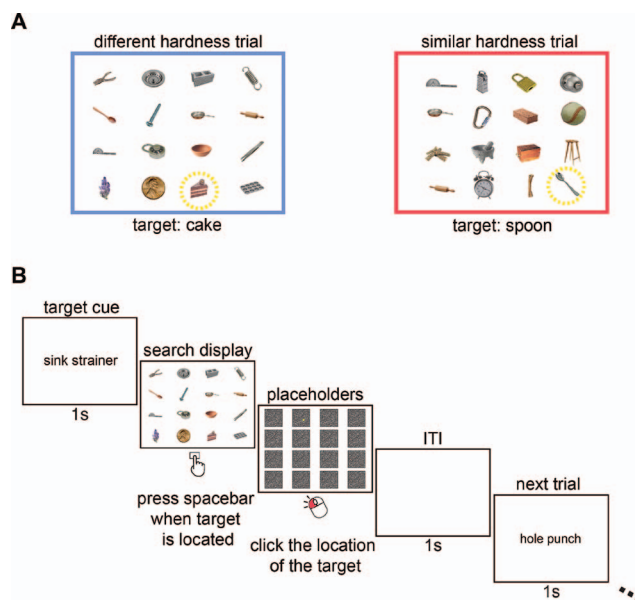 A
different hardness trial
similar hardness trial
target: cake
target: spoon
B
target cue
sink strainer
1s
search display
press spacebar
when target
is located
placeholders
click the location
of the target
ITI
1s
next trial
hole punch
1s